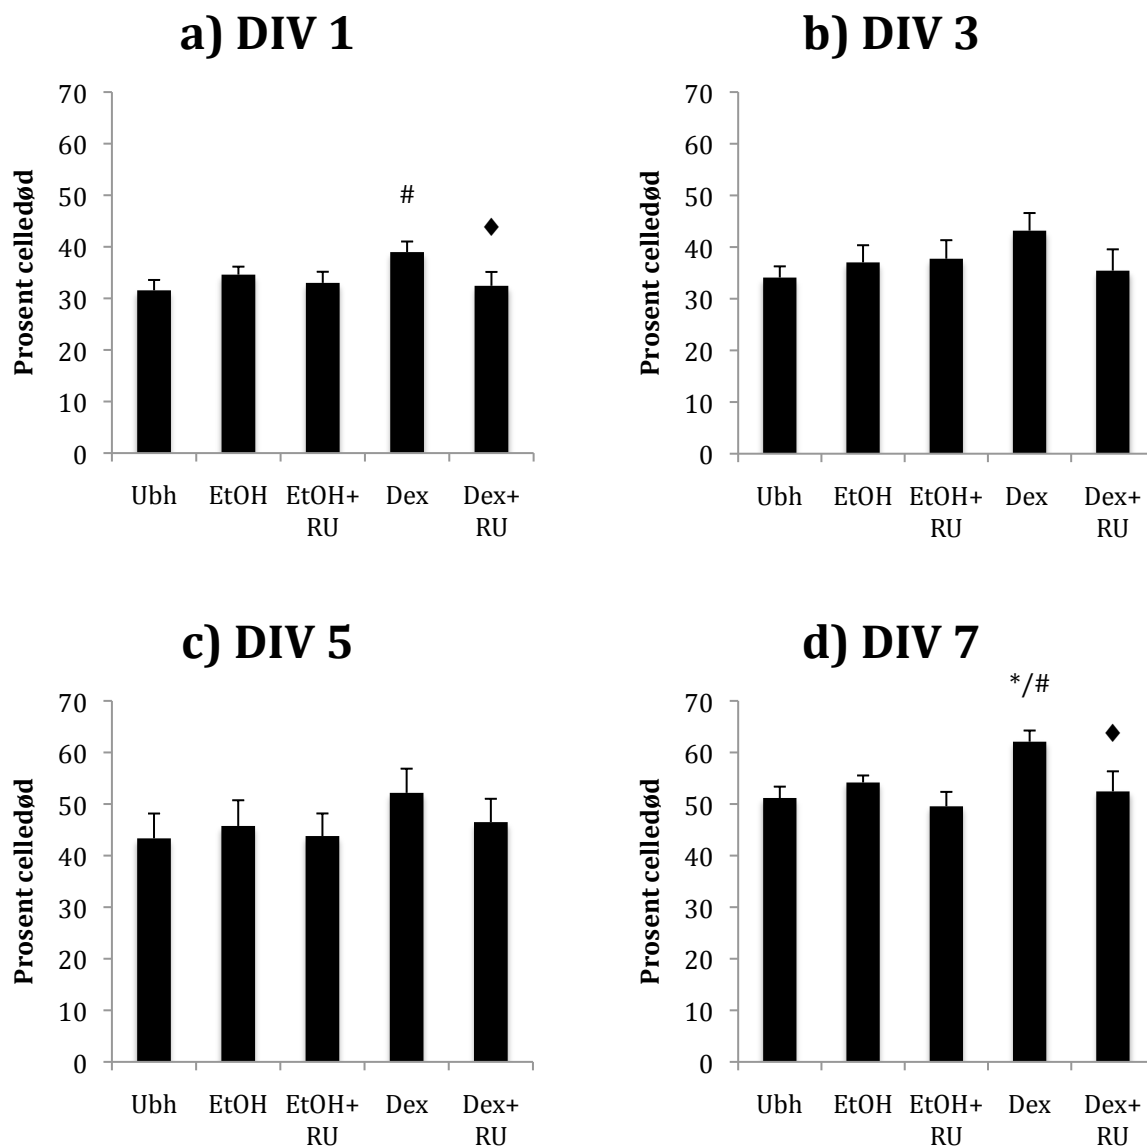 a) DIV 1
Prosent celledød
70
60
50
40
30
20
10
0
#
♦
Ubh EtOH EtOH+ Dex Dex+
RU RU
b) DIV 3
Prosent celledød
70
60
50
40
30
20
10
0
Ubh EtOH EtOH+ Dex Dex+
RU RU
c) DIV 5
Prosent celledød
70
60
50
40
30
20
10
0
Ubh EtOH EtOH+ Dex Dex+
RU RU
d) DIV 7
Prosent celledød
70
60
50
40
30
20
10
0
*/#
♦
Ubh EtOH EtOH+ Dex Dex+
RU RU